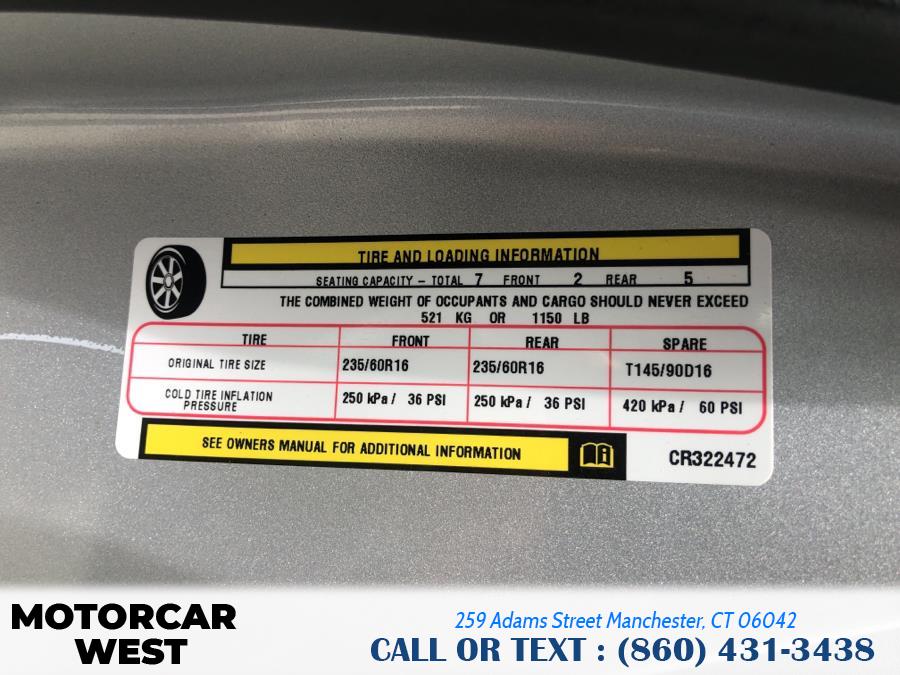 TIRE AND LOADING INFORMATION
SEATING CAPACITY – TOTAL 7 FRONT 2 REAR 5
THE COMBINED WEIGHT OF OCCUPANTS AND CARGO SHOULD NEVER EXCEED
521 KG OR 1150 LB
TIRE FRONT REAR SPARE
ORIGINAL TIRE SIZE 235/60R16 235/60R16 T145/90D16
COLD TIRE INFLATION PRESSURE 250 kPa / 36 PSI 250 kPa / 36 PSI 420 kPa / 60 PSI
SEE OWNERS MANUAL FOR ADDITIONAL INFORMATION
CR322472
MOTORCAR
WEST
259 Adams Street Manchester, CT 06042
CALL OR TEXT : (860) 431-3438